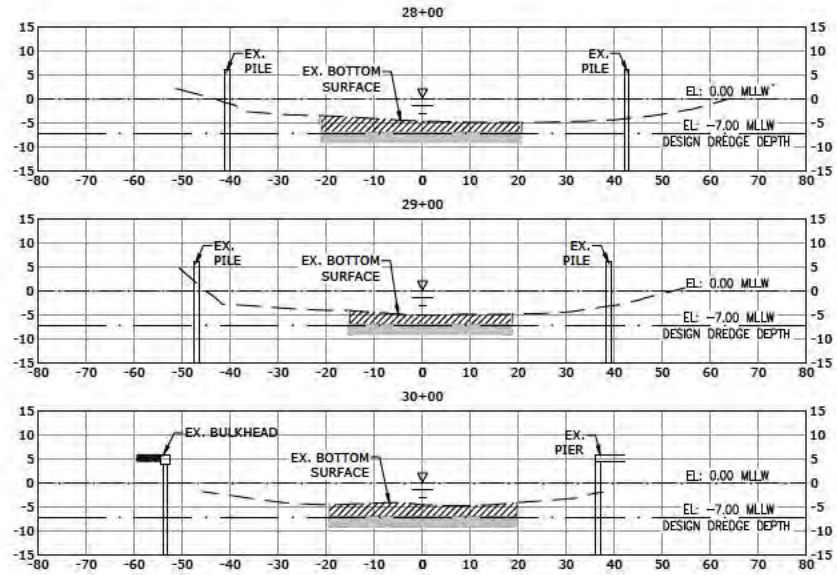 28+00
15 15
10 10
5 5
0 0
-5 -5
-10 -10
-15 -15
EX.
PILE
EX. BOTTOM
SURFACE
EX.
PILE
EL: 0.00 MLLW
EL: -7.00 MLLW
DESIGN DREDGE DEPTH
-80 -70 -60 -50 -40 -30 -20 -10 0 10 20 30 40 50 60 70 80
29+00
15 15
10 10
5 5
0 0
-5 -5
-10 -10
-15 -15
EX.
PILE
EX. BOTTOM
SURFACE
EX.
PILE
EL: 0.00 MLLW
EL: -7.00 MLLW
DESIGN DREDGE DEPTH
-80 -70 -60 -50 -40 -30 -20 -10 0 10 20 30 40 50 60 70 80
30+00
15 15
10 10
5 5
0 0
-5 -5
-10 -10
-15 -15
EX. BULKHEAD
EX. BOTTOM
SURFACE
EX.
PIER
EL: 0.00 MLLW
EL: -7.00 MLLW
DESIGN DREDGE DEPTH
-80 -70 -60 -50 -40 -30 -20 -10 0 10 20 30 40 50 60 70 80